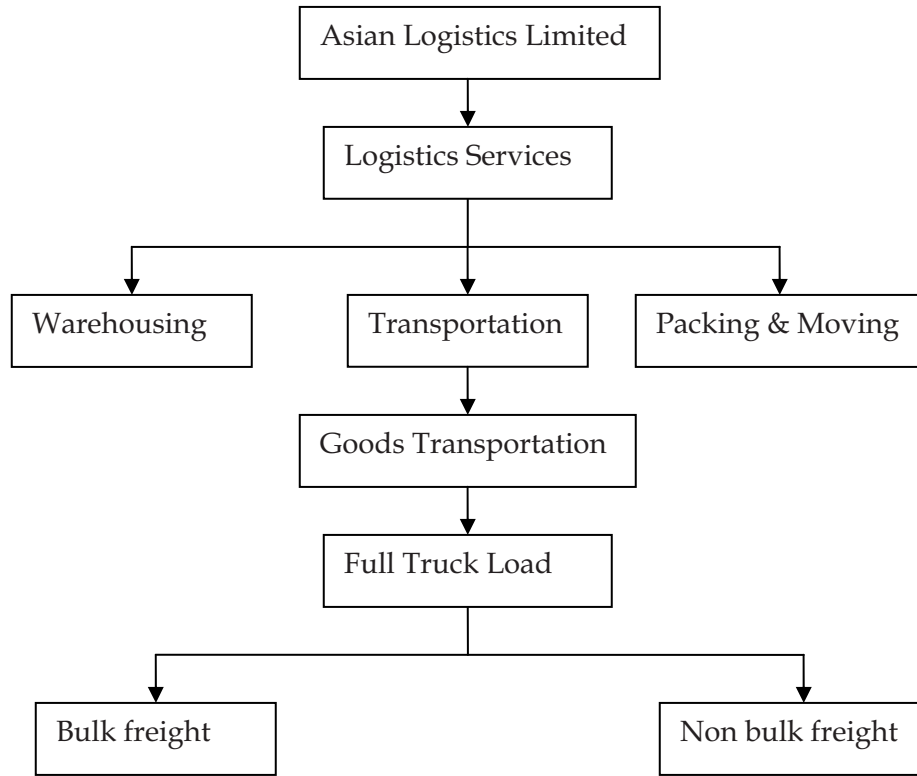 Asian Logistics Limited
Logistics Services
Warehousing
Transportation
Packing & Moving
Goods Transportation
Full Truck Load
Bulk freight
Non bulk freight